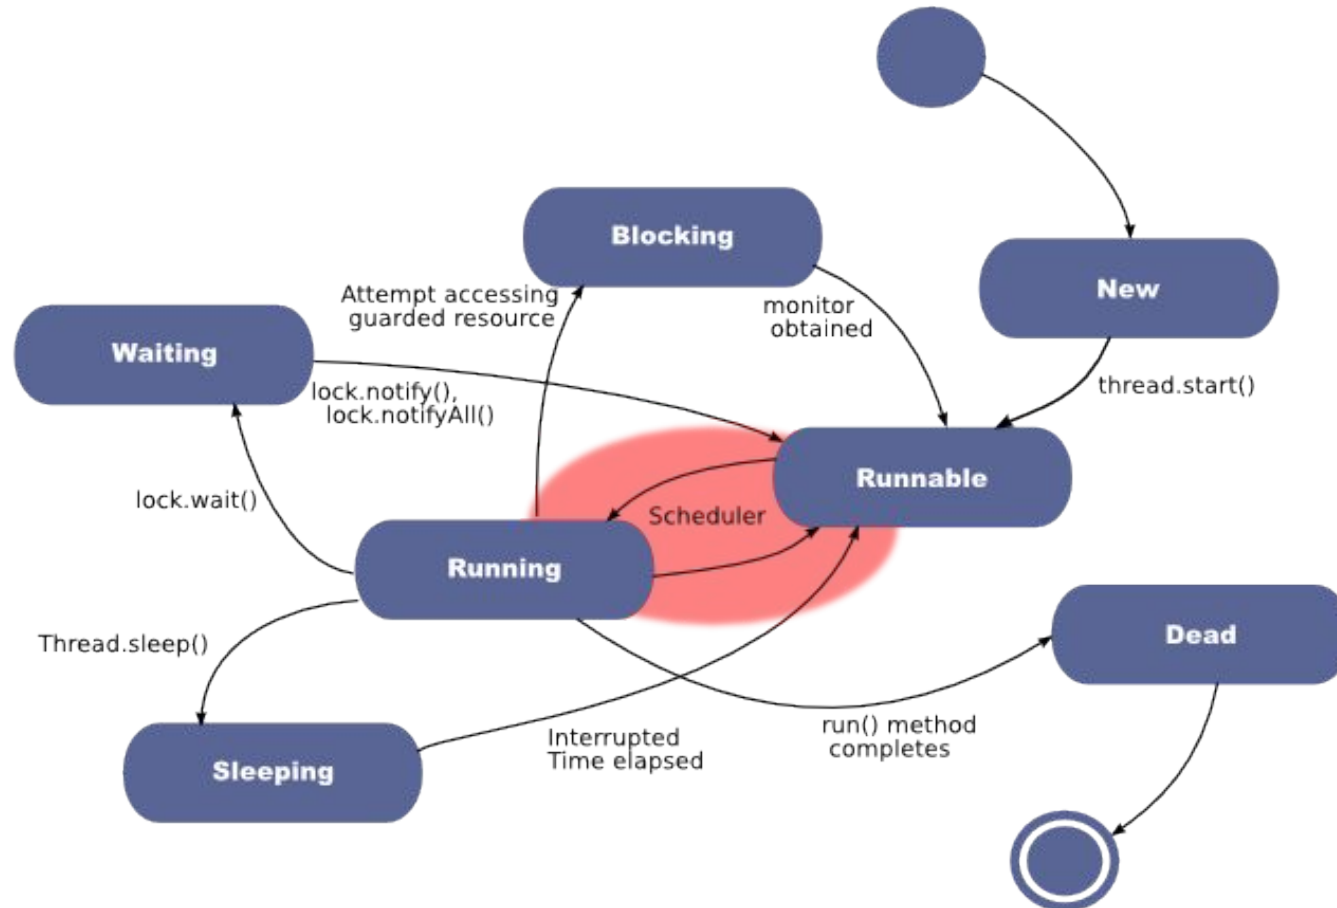 Blocking
New
Attempt accessing
guarded resource
monitor
obtained
Waiting
thread.start()
lock.notify(),
lock.notifyAll()
Runnable
lock.wait()
Scheduler
Running
Dead
Thread.sleep()
run() method
completes
Interrupted
Time elapsed
Sleeping